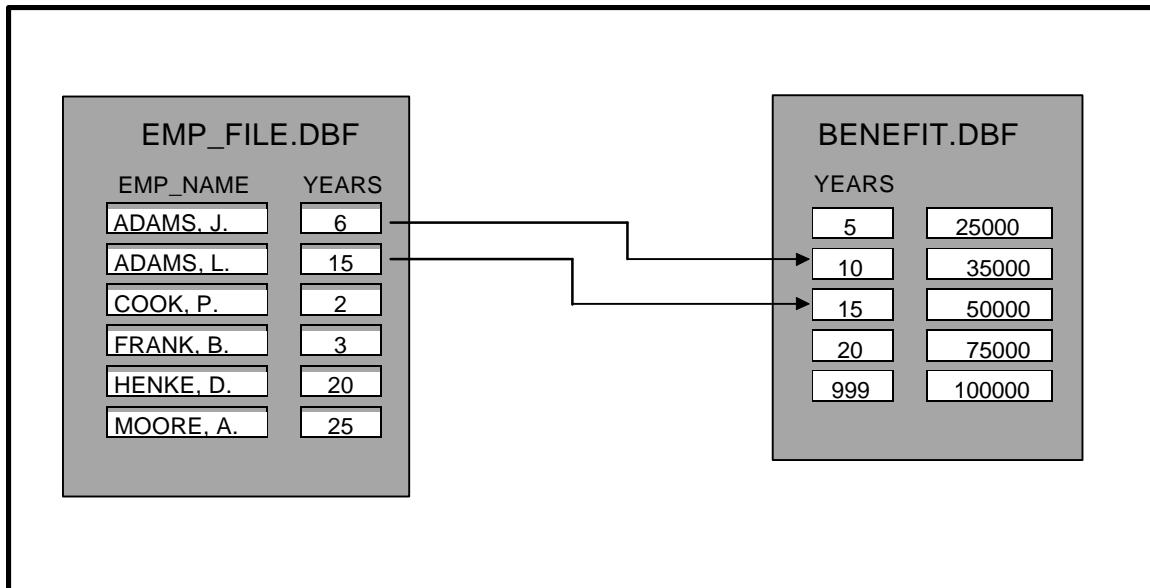 EMP_FILE.DBF
EMP_NAME YEARS
ADAMS, J. 6
ADAMS, L. 15
COOK, P. 2
FRANK, B. 3
HENKE, D. 20
MOORE, A. 25
BENEFIT.DBF
YEARS
5 25000
10 35000
15 50000
20 75000
999 100000